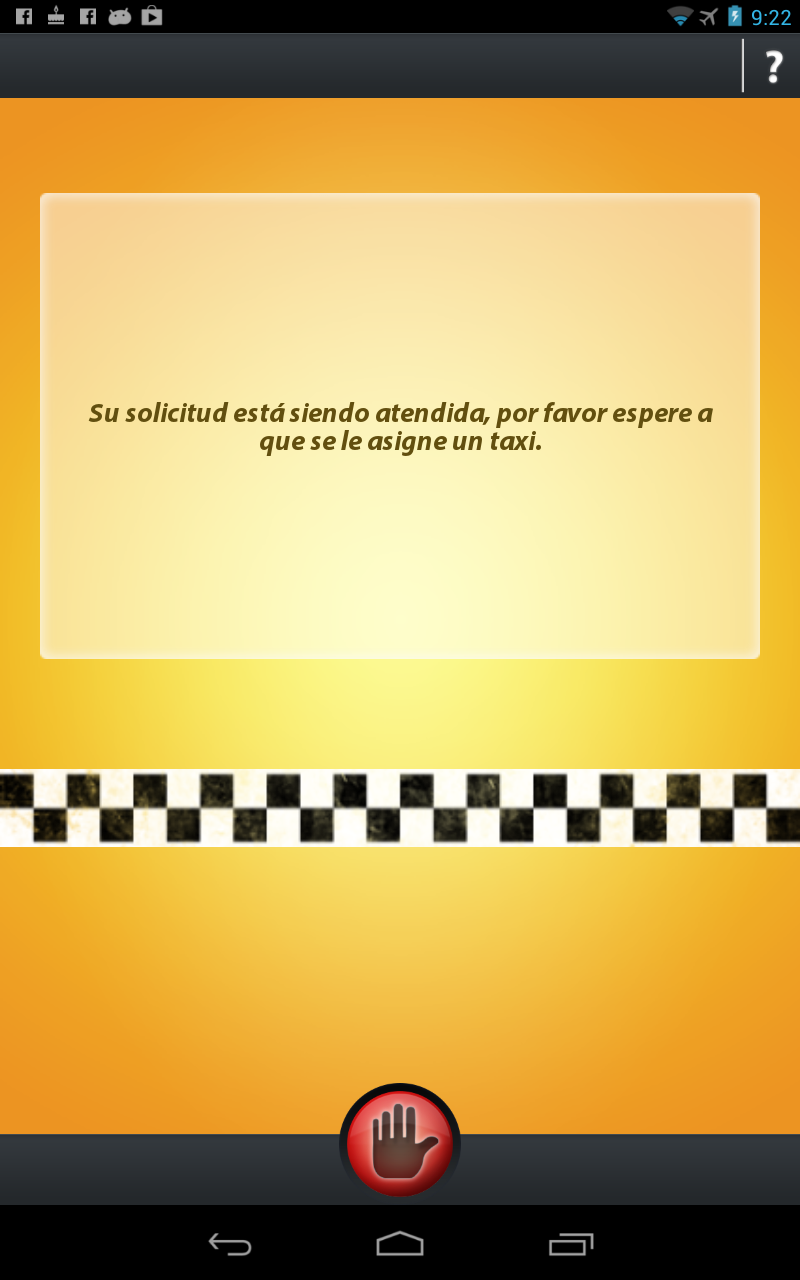 9:22
?
Su solicitud está siendo atendida, por favor espere a
que se le asigne un taxi.